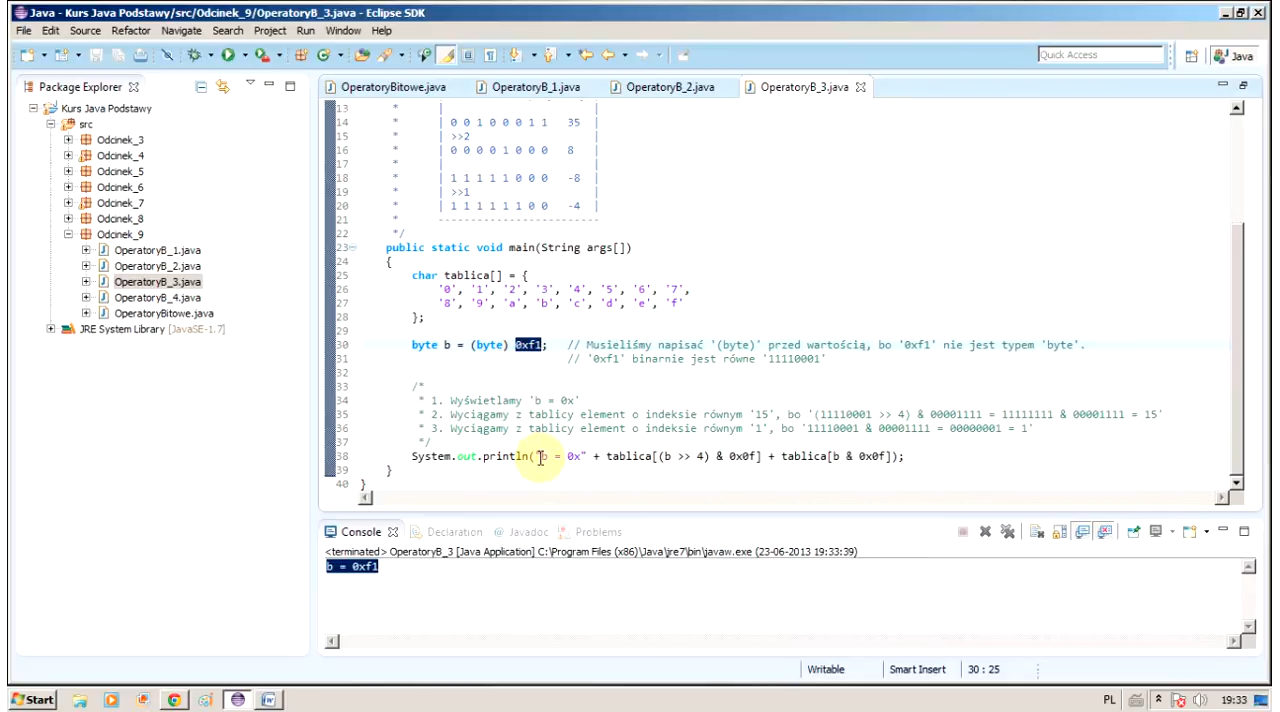 Java - Kurs Java Podstawy/src/Odcinek_9/OperatoryB_3.java - Eclipse SDK
File Edit Source Refactor Navigate Search Project Run Window Help
Quick Access
Java
Package Explorer
OperatoryBitowe.java
OperatoryB_1.java
OperatoryB_2.java
OperatoryB_3.java
Kurs Java Podstawy
src
Odcinek_3
Odcinek_4
Odcinek_5
Odcinek_6
Odcinek_7
Odcinek_8
Odcinek_9
OperatoryB_1.java
OperatoryB_2.java
OperatoryB_3.java
OperatoryB_4.java
OperatoryBitowe.java
JRE System Library [JavaSE-1.7]
13 * |
14 * | 0 0 1 0 0 0 1 1 35 |
15 * | >>2 |
16 * | 0 0 0 0 1 0 0 0 8 |
17 * | |
18 * | 1 1 1 1 1 0 0 0 -8 |
19 * | >>1 |
20 * | 1 1 1 1 1 1 0 0 -4 |
21 * -------------------------
22 */
23 public static void main(String args[])
24 {
25 char tablica[] = {
26 '0', '1', '2', '3', '4', '5', '6', '7',
27 '8', '9', 'a', 'b', 'c', 'd', 'e', 'f'
28 };
29
30 byte b = (byte) 0xf1; // Musieliśmy napisać '(byte)' przed wartością, bo '0xf1' nie jest typem 'byte'.
31 // '0xf1' binarnie jest równe '11110001'
32
33 /*
34 * 1. Wyświetlamy 'b = 0x'
35 * 2. Wyciągamy z tablicy element o indeksie równym '15', bo '(11110001 >> 4) & 00001111 = 11111111 & 00001111 = 15'
36 * 3. Wyciągamy z tablicy element o indeksie równym '1', bo '11110001 & 00001111 = 00000001 = 1'
37 */
38 System.out.println("b = 0x" + tablica[(b >> 4) & 0x0f] + tablica[b & 0x0f]);
39 }
40 }
Console Declaration @ Javadoc Problems
<terminated> OperatoryB_3 [Java Application] C:\Program Files (x86)\Java\jre7\bin\javaw.exe (23-06-2013 19:33:39)
b = 0xf1
Writable Smart Insert 30 : 25
Start PL 19:33